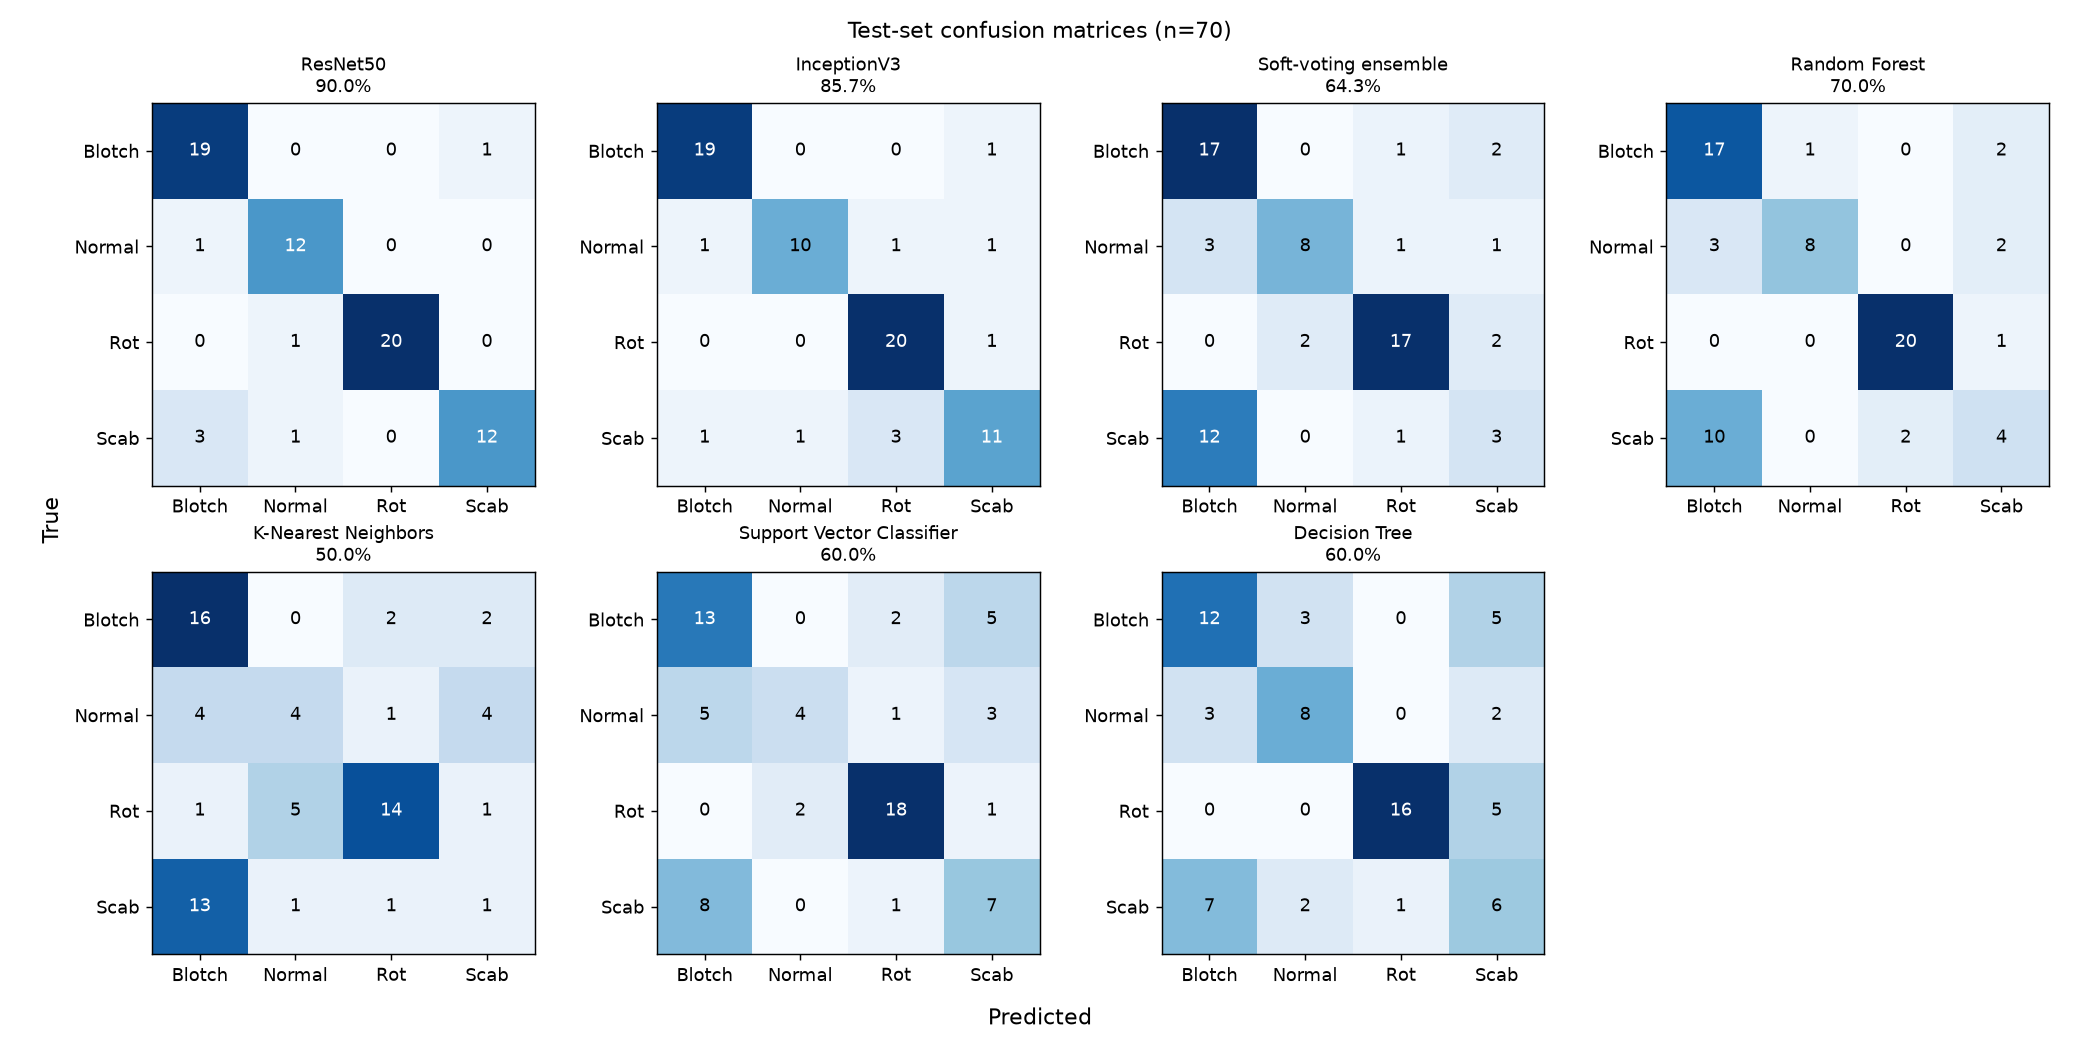 Test-set confusion matrices (n=70)
ResNet50
90.0%
Blotch 19 0 0 1
Normal 1 12 0 0
Rot 0 1 20 0
Scab 3 1 0 12
Blotch Normal Rot Scab
InceptionV3
85.7%
Blotch 19 0 0 1
Normal 1 10 1 1
Rot 0 0 20 1
Scab 1 1 3 11
Blotch Normal Rot Scab
Soft-voting ensemble
64.3%
Blotch 17 0 1 2
Normal 3 8 1 1
Rot 0 2 17 2
Scab 12 0 1 3
Blotch Normal Rot Scab
Random Forest
70.0%
Blotch 17 1 0 2
Normal 3 8 0 2
Rot 0 0 20 1
Scab 10 0 2 4
Blotch Normal Rot Scab
True
K-Nearest Neighbors
50.0%
Blotch 16 0 2 2
Normal 4 4 1 4
Rot 1 5 14 1
Scab 13 1 1 1
Blotch Normal Rot Scab
Support Vector Classifier
60.0%
Blotch 13 0 2 5
Normal 5 4 1 3
Rot 0 2 18 1
Scab 8 0 1 7
Blotch Normal Rot Scab
Decision Tree
60.0%
Blotch 12 3 0 5
Normal 3 8 0 2
Rot 0 0 16 5
Scab 7 2 1 6
Blotch Normal Rot Scab
Predicted